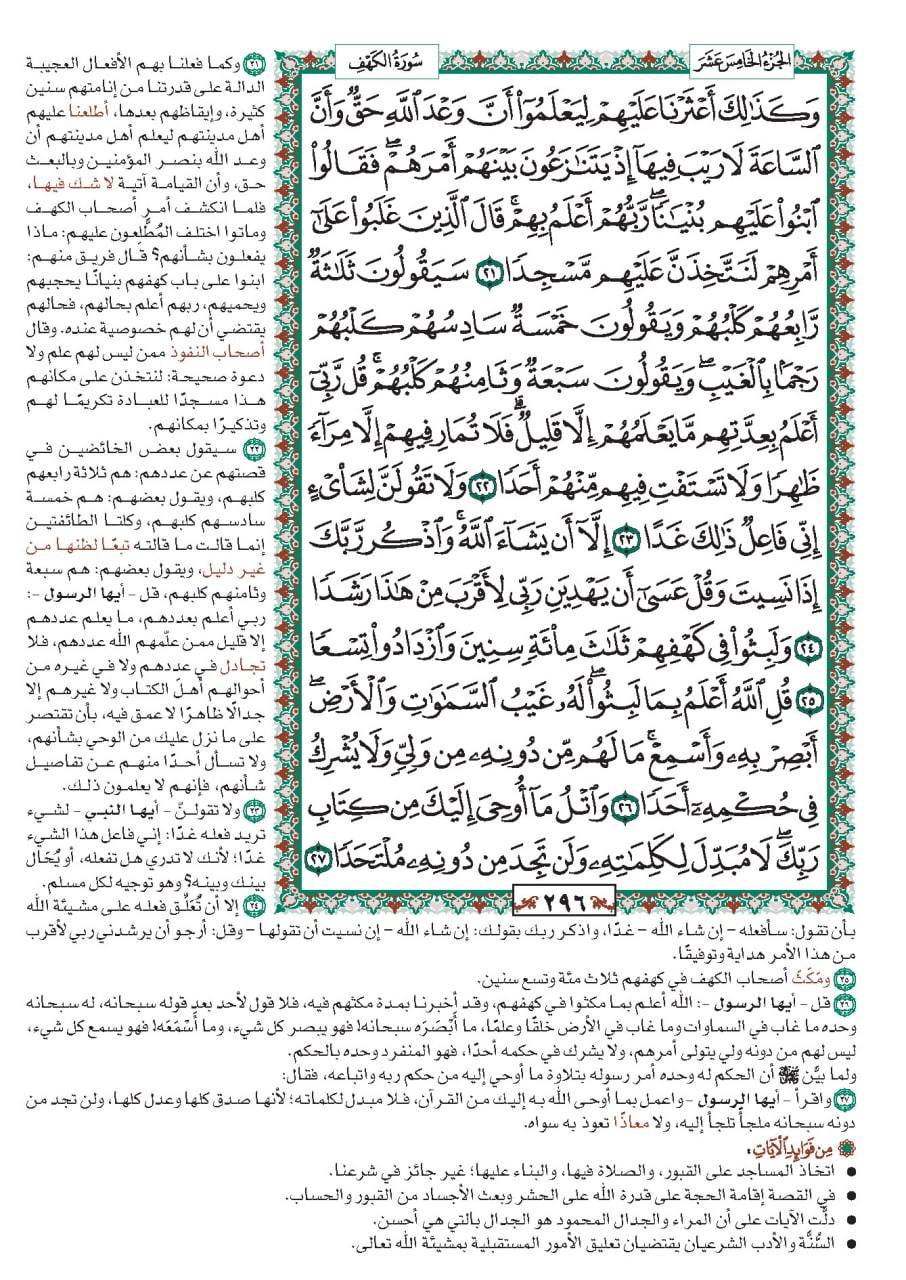 الجزء الخامس عشر
سورة الكهف
وَكَذَٰلِكَ أَعْثَرْنَا عَلَيْهِمْ لِيَعْلَمُوٓا۟ أَنَّ وَعْدَ ٱللَّهِ حَقٌّ وَأَنَّ
ٱلسَّاعَةَ لَا رَيْبَ فِيهَآ إِذْ يَتَنَـٰزَعُونَ بَيْنَهُمْ أَمْرَهُمْ ۖ فَقَالُوا۟
ٱبْنُوا۟ عَلَيْهِم بُنْيَـٰنًا ۖ رَّبُّهُمْ أَعْلَمُ بِهِمْ ۚ قَالَ ٱلَّذِينَ غَلَبُوا۟ عَلَىٰٓ
أَمْرِهِمْ لَنَتَّخِذَنَّ عَلَيْهِم مَّسْجِدًا ٢١ سَيَقُولُونَ ثَلَـٰثَةٌ
رَّابِعُهُمْ كَلْبُهُمْ وَيَقُولُونَ خَمْسَةٌ سَادِسُهُمْ كَلْبُهُمْ
رَجْمًۢا بِٱلْغَيْبِ ۖ وَيَقُولُونَ سَبْعَةٌ وَثَامِنُهُمْ كَلْبُهُمْ ۚ قُل رَّبِّىٓ
أَعْلَمُ بِعِدَّتِهِم مَّا يَعْلَمُهُمْ إِلَّا قَلِيلٌ ۗ فَلَا تُمَارِ فِيهِمْ إِلَّا مِرَآءً
ظَـٰهِرًا وَلَا تَسْتَفْتِ فِيهِم مِّنْهُمْ أَحَدًا ٢٢ وَلَا تَقُولَنَّ لِشَا۟ىْءٍ
إِنِّى فَاعِلٌ ذَٰلِكَ غَدًا ٢٣ إِلَّآ أَن يَشَآءَ ٱللَّهُ ۚ وَٱذْكُر رَّبَّكَ
إِذَا نَسِيتَ وَقُلْ عَسَىٰٓ أَن يَهْدِيَنِ رَبِّى لِأَقْرَبَ مِنْ هَـٰذَا رَشَدًا
٢٤ وَلَبِثُوا۟ فِى كَهْفِهِمْ ثَلَـٰثَ مِا۟ئَةٍ سِنِينَ وَٱزْدَادُوا۟ تِسْعًا
٢٥ قُلِ ٱللَّهُ أَعْلَمُ بِمَا لَبِثُوا۟ ۖ لَهُۥ غَيْبُ ٱلسَّمَـٰوَٰتِ وَٱلْأَرْضِ ۖ
أَبْصِرْ بِهِۦ وَأَسْمِعْ ۚ مَا لَهُم مِّن دُونِهِۦ مِن وَلِىٍّ وَلَا يُشْرِكُ
فِى حُكْمِهِۦٓ أَحَدًا ٢٦ وَٱتْلُ مَآ أُوحِىَ إِلَيْكَ مِن كِتَابِ
رَبِّكَ ۖ لَا مُبَدِّلَ لِكَلِمَـٰتِهِۦ وَلَن تَجِدَ مِن دُونِهِۦ مُلْتَحَدًا ٢٧
٢٩٦
٢١ وكما فعلنا بهم الأفعال العجيبة
الدالة على قدرتنا من إنامتهم سنين
كثيرة، وإيقاظهم بعدها، أطلعنا عليهم
أهل مدينتهم ليعلم أهل مدينتهم أن
وعد الله بنصر المؤمنين وبالبعث
حق، وأن القيامة آتية لا شك فيها،
فلما انكشف أمر أصحاب الكهف
وماتوا اختلف المُطَّلعون عليهم: ماذا
يفعلون بشأنهم؟ قال فريق منهم:
ابنوا على باب كهفهم بنيانًا يحجبهم
ويحميهم، ربهم أعلم بحالهم، فحالهم
يقتضي أن لهم خصوصية عنده. وقال
أصحاب النفوذ ممن ليس لهم علم ولا
دعوة صحيحة: لنتخذن على مكانهم
هذا مسجدًا للعبادة تكريمًا لهم
وتذكيرًا بمكانهم.
٢٢ سيقول بعض الخائضين في
قصتهم عن عددهم: هم ثلاثة رابعهم
كلبهم، ويقول بعضهم: هم خمسة
سادسهم كلبهم، وكلتا الطائفتين
إنما قالت ما قالته تبعًا لظنها من
غير دليل، ويقول بعضهم: هم سبعة
وثامنهم كلبهم، قل - أيها الرسول -:
ربي أعلم بعددهم، ما يعلم عددهم
إلا قليل ممن علّمهم الله عددهم، فلا
تجادل في عددهم ولا في غيره من
أحوالهم أهلَ الكتاب ولا غيرهم إلا
جدالًا ظاهرًا لا عمق فيه، بأن تقتصر
على ما نزل عليك من الوحي بشأنهم،
ولا تسأل أحدًا منهم عن تفاصيل
شأنهم، فإنهم لا يعلمون ذلك.
٢٣ ولا تقولنّ - أيها النبي - لشيء
تريد فعله غدًا: إني فاعل هذا الشيء
غدًا؛ لأنك لا تدري هل تفعله، أو يُحَال
بينك وبينه؟ وهو توجيه لكل مسلم.
٢٤ إلا أن تُعَلِّق فعله على مشيئة الله
بأن تقول: سأفعله - إن شاء الله - غدًا، واذكر ربك بقولك: إن شاء الله - إن نسيت أن تقولها - وقل: أرجو أن يرشدني ربي لأقرب
من هذا الأمر هداية وتوفيقًا.
٢٥ ومَكَثَ أصحاب الكهف في كهفهم ثلاث مئة وتسع سنين.
٢٦ قل - أيها الرسول -: الله أعلم بما مكثوا في كهفهم، وقد أخبرنا بمدة مكثهم فيه، فلا قول لأحد بعد قوله سبحانه، له سبحانه
وحده ما غاب في السماوات وما غاب في الأرض خلقًا وعلمًا، ما أَبْصَرَه سبحانه! فهو يبصر كل شيء، وما أَسْمَعَه! فهو يسمع كل شيء،
ليس لهم من دونه ولي يتولى أمرهم، ولا يشرك في حكمه أحدًا، فهو المنفرد وحده بالحكم.
ولما بيَّن ﷺ أن الحكم له وحده أمر رسوله بتلاوة ما أوحي إليه من حكم ربه واتباعه، فقال:
٢٧ واقرأ - أيها الرسول - واعمل بما أوحى الله به إليك من القرآن، فلا مبدل لكلماته؛ لأنها صدق كلها وعدل كلها، ولن تجد من
دونه سبحانه ملجأً تلجأ إليه، ولا معاذًا تعوذ به سواه.
من فوائد الآيات:
• اتخاذ المساجد على القبور، والصلاة فيها، والبناء عليها؛ غير جائز في شرعنا.
• في القصة إقامة الحجة على قدرة الله على الحشر وبعث الأجساد من القبور والحساب.
• دلَّت الآيات على أن المراء والجدال المحمود هو الجدال بالتي هي أحسن.
• السُّنَّة والأدب الشرعيان يقتضيان تعليق الأمور المستقبلية بمشيئة الله تعالى.